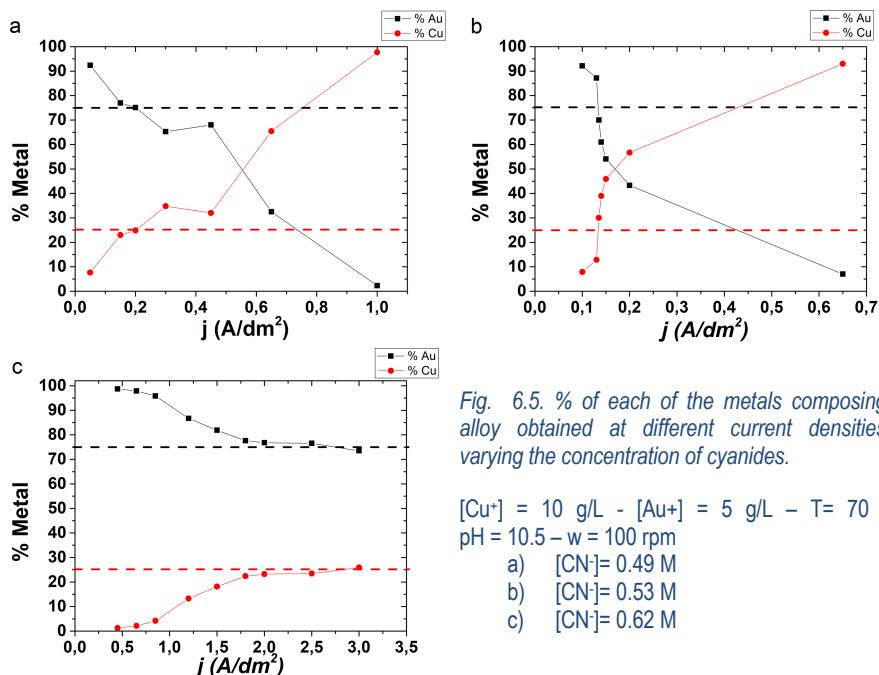 a
% Au
% Cu
100
90
80
70
60
50
40
30
20
10
0
% Metal
0,0 0,2 0,4 0,6 0,8 1,0
j (A/dm²)
b
% Au
% Cu
100
90
80
70
60
50
40
30
20
10
0
% Metal
0,0 0,1 0,2 0,3 0,4 0,5 0,6 0,7
j (A/dm²)
c
% Au
% Cu
100
90
80
70
60
50
40
30
20
10
0
% Metal
0,0 0,5 1,0 1,5 2,0 2,5 3,0 3,5
j (A/dm²)
Fig. 6.5. % of each of the metals composing
alloy obtained at different current densities
varying the concentration of cyanides.
[Cu⁺] = 10 g/L - [Au+] = 5 g/L – T= 70
pH = 10.5 – w = 100 rpm
a) [CN⁻]= 0.49 M
b) [CN⁻]= 0.53 M
c) [CN⁻]= 0.62 M